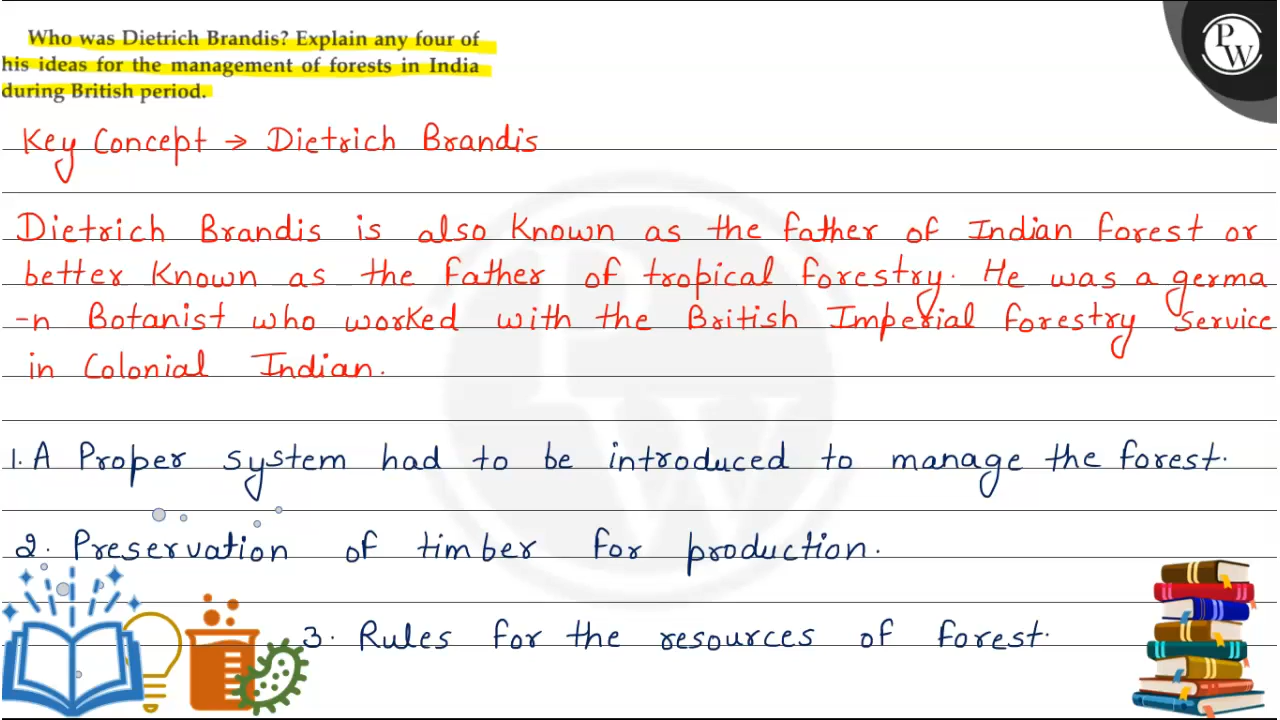 Who was Dietrich Brandis? Explain any four of
his ideas for the management of forests in India
during British period.
PW
Key Concept → Dietrich Brandis
Dietrich Brandis is also known as the father of Indian forest or
better known as the father of tropical forestry. He was a germa
-n Botanist who worked with the British Imperial forestry service
in Colonial Indian.
1. A Proper system had to be introduced to manage the forest.
2. Preservation of timber for production.
3. Rules for the resources of forest.